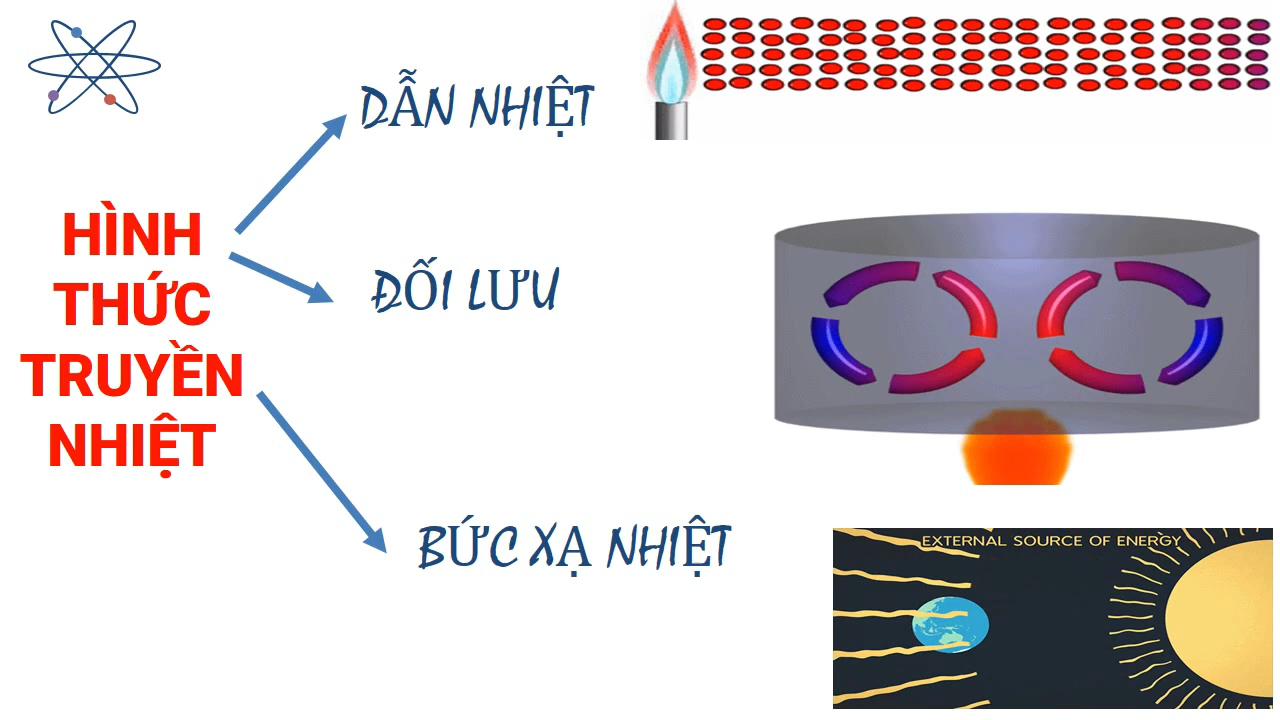 DẪN NHIỆT
HÌNH
THỨC
TRUYỀN
NHIỆT
ĐỐI LƯU
BỨC XẠ NHIỆT
EXTERNAL SOURCE OF ENERGY